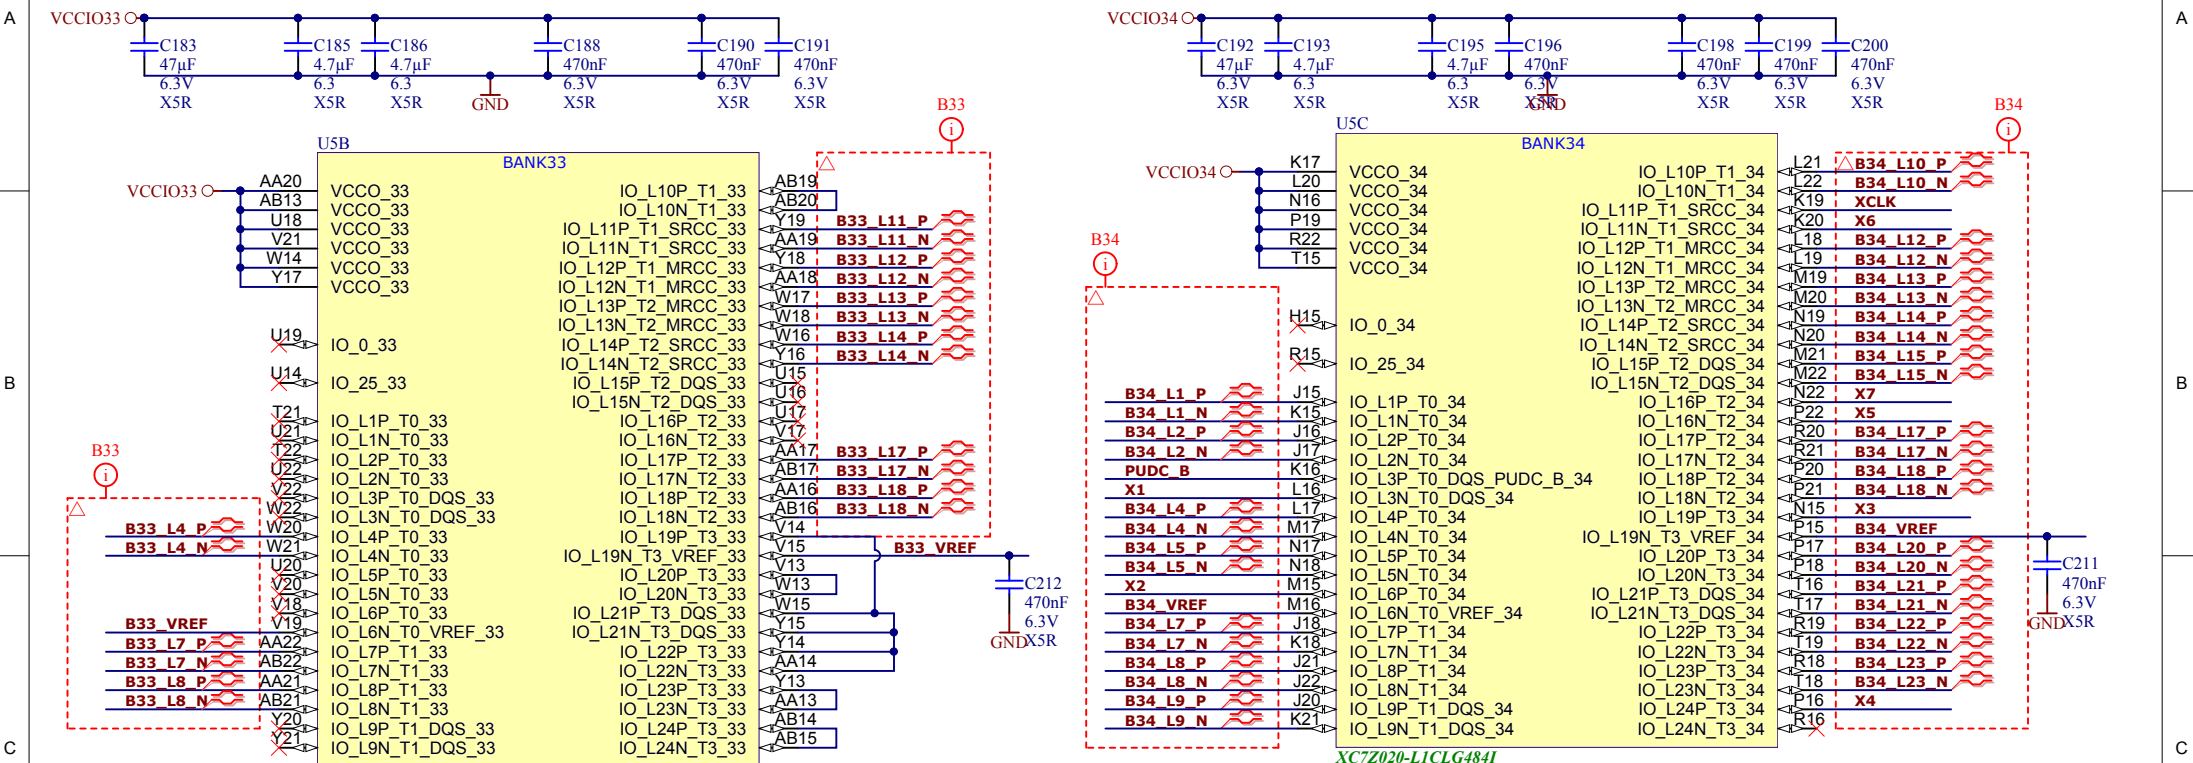 A
VCCIO33
C183
47µF
6.3V
X5R
C185
4.7µF
6.3
X5R
C186
4.7µF
6.3
X5R
GND
C188
470nF
6.3V
X5R
C190
470nF
6.3V
X5R
C191
470nF
6.3V
X5R
VCCIO34
C192
47µF
6.3V
X5R
C193
4.7µF
6.3
X5R
C195
4.7µF
6.3
X5R
C196
470nF
6.3V
X5R
GND
C198
470nF
6.3V
X5R
C199
470nF
6.3V
X5R
C200
470nF
6.3V
X5R
A
B33
i
U5B
BANK33
VCCIO33
AA20 VCCO_33
AB13 VCCO_33
U18 VCCO_33
V21 VCCO_33
W14 VCCO_33
Y17 VCCO_33
U19 IO_0_33
U14 IO_25_33
T21 IO_L1P_T0_33
U21 IO_L1N_T0_33
T22 IO_L2P_T0_33
U22 IO_L2N_T0_33
V22 IO_L3P_T0_DQS_33
W22 IO_L3N_T0_DQS_33
B33
i
B33_L4_P W20 IO_L4P_T0_33
B33_L4_N W21 IO_L4N_T0_33
U20 IO_L5P_T0_33
V20 IO_L5N_T0_33
V18 IO_L6P_T0_33
B33_VREF V19 IO_L6N_T0_VREF_33
B33_L7_P AA22 IO_L7P_T1_33
B33_L7_N AB22 IO_L7N_T1_33
B33_L8_P AA21 IO_L8P_T1_33
B33_L8_N AB21 IO_L8N_T1_33
Y20 IO_L9P_T1_DQS_33
Y21 IO_L9N_T1_DQS_33
IO_L10P_T1_33 AB19
IO_L10N_T1_33 AB20
IO_L11P_T1_SRCC_33 Y19 B33_L11_P
IO_L11N_T1_SRCC_33 AA19 B33_L11_N
IO_L12P_T1_MRCC_33 Y18 B33_L12_P
IO_L12N_T1_MRCC_33 AA18 B33_L12_N
IO_L13P_T2_MRCC_33 W17 B33_L13_P
IO_L13N_T2_MRCC_33 W18 B33_L13_N
IO_L14P_T2_SRCC_33 W16 B33_L14_P
IO_L14N_T2_SRCC_33 Y16 B33_L14_N
IO_L15P_T2_DQS_33 U15
IO_L15N_T2_DQS_33 U16
IO_L16P_T2_33 U17
IO_L16N_T2_33 V17
IO_L17P_T2_33 AA17 B33_L17_P
IO_L17N_T2_33 AB17 B33_L17_N
IO_L18P_T2_33 AA16 B33_L18_P
IO_L18N_T2_33 AB16 B33_L18_N
IO_L19P_T3_33 V14
IO_L19N_T3_VREF_33 V15 B33_VREF
IO_L20P_T3_33 V13
IO_L20N_T3_33 W13
IO_L21P_T3_DQS_33 W15
IO_L21N_T3_DQS_33 Y15
IO_L22P_T3_33 Y14
IO_L22N_T3_33 AA14
IO_L23P_T3_33 Y13
IO_L23N_T3_33 AA13
IO_L24P_T3_33 AB14
IO_L24N_T3_33 AB15
C212
470nF
6.3V
X5R
GND
B34
i
U5C
BANK34
VCCIO34
K17 VCCO_34
L20 VCCO_34
N16 VCCO_34
P19 VCCO_34
R22 VCCO_34
T15 VCCO_34
B34
i
H15 IO_0_34
R15 IO_25_34
B34_L1_P J15 IO_L1P_T0_34
B34_L1_N K15 IO_L1N_T0_34
B34_L2_P J16 IO_L2P_T0_34
B34_L2_N J17 IO_L2N_T0_34
PUDC_B K16 IO_L3P_T0_DQS_PUDC_B_34
X1 L16 IO_L3N_T0_DQS_34
B34_L4_P L17 IO_L4P_T0_34
B34_L4_N M17 IO_L4N_T0_34
B34_L5_P N17 IO_L5P_T0_34
B34_L5_N N18 IO_L5N_T0_34
X2 M15 IO_L6P_T0_34
B34_VREF M16 IO_L6N_T0_VREF_34
B34_L7_P J18 IO_L7P_T1_34
B34_L7_N K18 IO_L7N_T1_34
B34_L8_P J21 IO_L8P_T1_34
B34_L8_N J22 IO_L8N_T1_34
B34_L9_P J20 IO_L9P_T1_DQS_34
B34_L9_N K21 IO_L9N_T1_DQS_34
IO_L10P_T1_34 L21 B34_L10_P
IO_L10N_T1_34 L22 B34_L10_N
IO_L11P_T1_SRCC_34 K19 XCLK
IO_L11N_T1_SRCC_34 K20 X6
IO_L12P_T1_MRCC_34 L18 B34_L12_P
IO_L12N_T1_MRCC_34 L19 B34_L12_N
IO_L13P_T2_MRCC_34 M19 B34_L13_P
IO_L13N_T2_MRCC_34 M20 B34_L13_N
IO_L14P_T2_SRCC_34 N19 B34_L14_P
IO_L14N_T2_SRCC_34 N20 B34_L14_N
IO_L15P_T2_DQS_34 M21 B34_L15_P
IO_L15N_T2_DQS_34 M22 B34_L15_N
IO_L16P_T2_34 N22 X7
IO_L16N_T2_34 P22 X5
IO_L17P_T2_34 R20 B34_L17_P
IO_L17N_T2_34 R21 B34_L17_N
IO_L18P_T2_34 P20 B34_L18_P
IO_L18N_T2_34 P21 B34_L18_N
IO_L19P_T3_34 N15 X3
IO_L19N_T3_VREF_34 P15 B34_VREF
IO_L20P_T3_34 P17 B34_L20_P
IO_L20N_T3_34 P18 B34_L20_N
IO_L21P_T3_DQS_34 T16 B34_L21_P
IO_L21N_T3_DQS_34 T17 B34_L21_N
IO_L22P_T3_34 R19 B34_L22_P
IO_L22N_T3_34 T19 B34_L22_N
IO_L23P_T3_34 R18 B34_L23_P
IO_L23N_T3_34 T18 B34_L23_N
IO_L24P_T3_34 P16 X4
IO_L24N_T3_34 R16
C211
470nF
6.3V
X5R
GND
XC7Z020-L1CLG484I
B
B
C
C